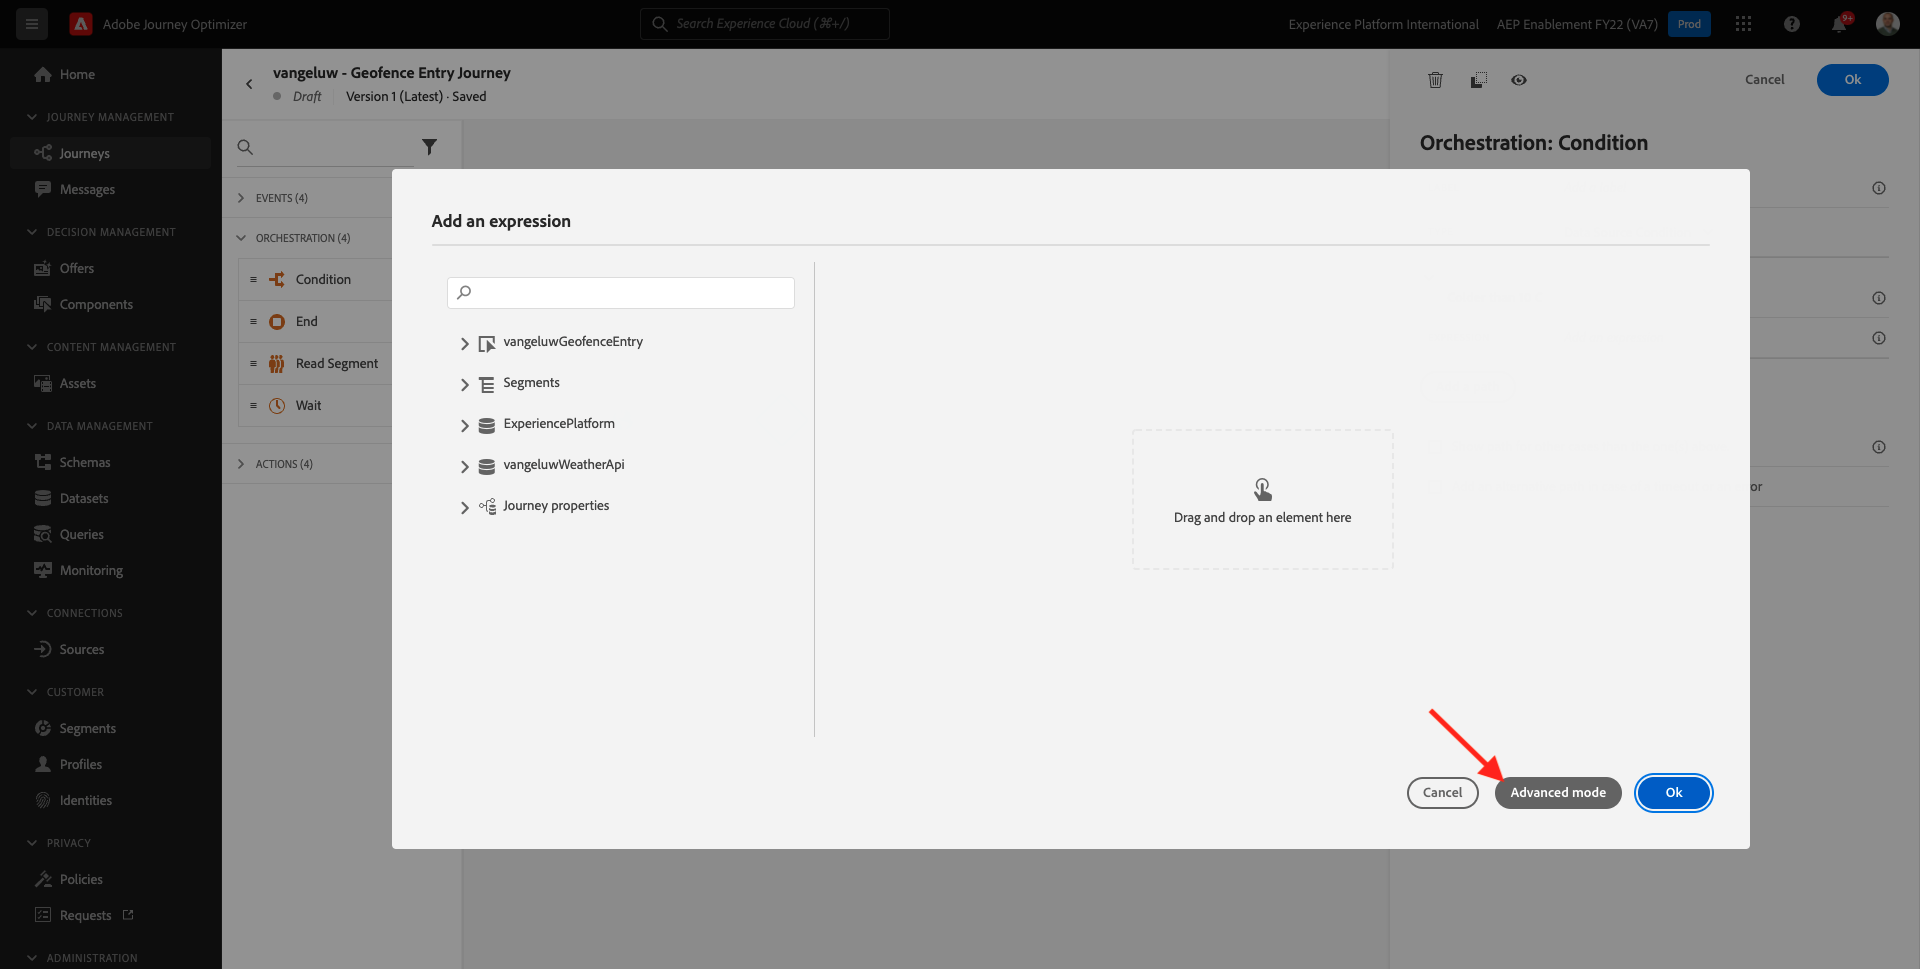 Adobe Journey Optimizer
Search Experience Cloud (⌘+/)
Experience Platform International
AEP Enablement FY22 (VA7)
Prod
9+
Home
JOURNEY MANAGEMENT
Journeys
Messages
DECISION MANAGEMENT
Offers
Components
CONTENT MANAGEMENT
Assets
DATA MANAGEMENT
Schemas
Datasets
Queries
Monitoring
CONNECTIONS
Sources
CUSTOMER
Segments
Profiles
Identities
PRIVACY
Policies
Requests
ADMINISTRATION
vangeluw - Geofence Entry Journey
Draft
Version 1 (Latest) · Saved
EVENTS (4)
ORCHESTRATION (4)
Condition
End
Read Segment
Wait
ACTIONS (4)
Cancel
Ok
Orchestration: Condition
or
Add an expression
vangeluwGeofenceEntry
Segments
ExperiencePlatform
vangeluwWeatherApi
Journey properties
Drag and drop an element here
Cancel
Advanced mode
Ok